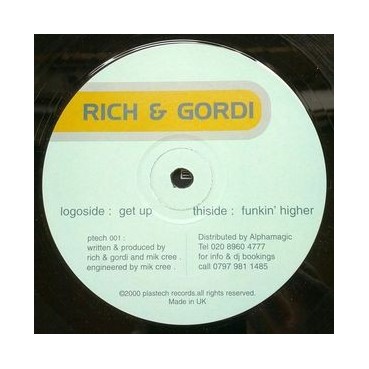 RICH & GORDI
logoside : get up
thiside : funkin' higher
ptech 001 :
written & produced by
rich & gordi and mik cree .
engineered by mik cree .
Distributed by Alphamagic
Tel 020 8960 4777
for info & dj bookings
call 0797 981 1485
©2000 plastech records.all rights reserved.
Made in UK